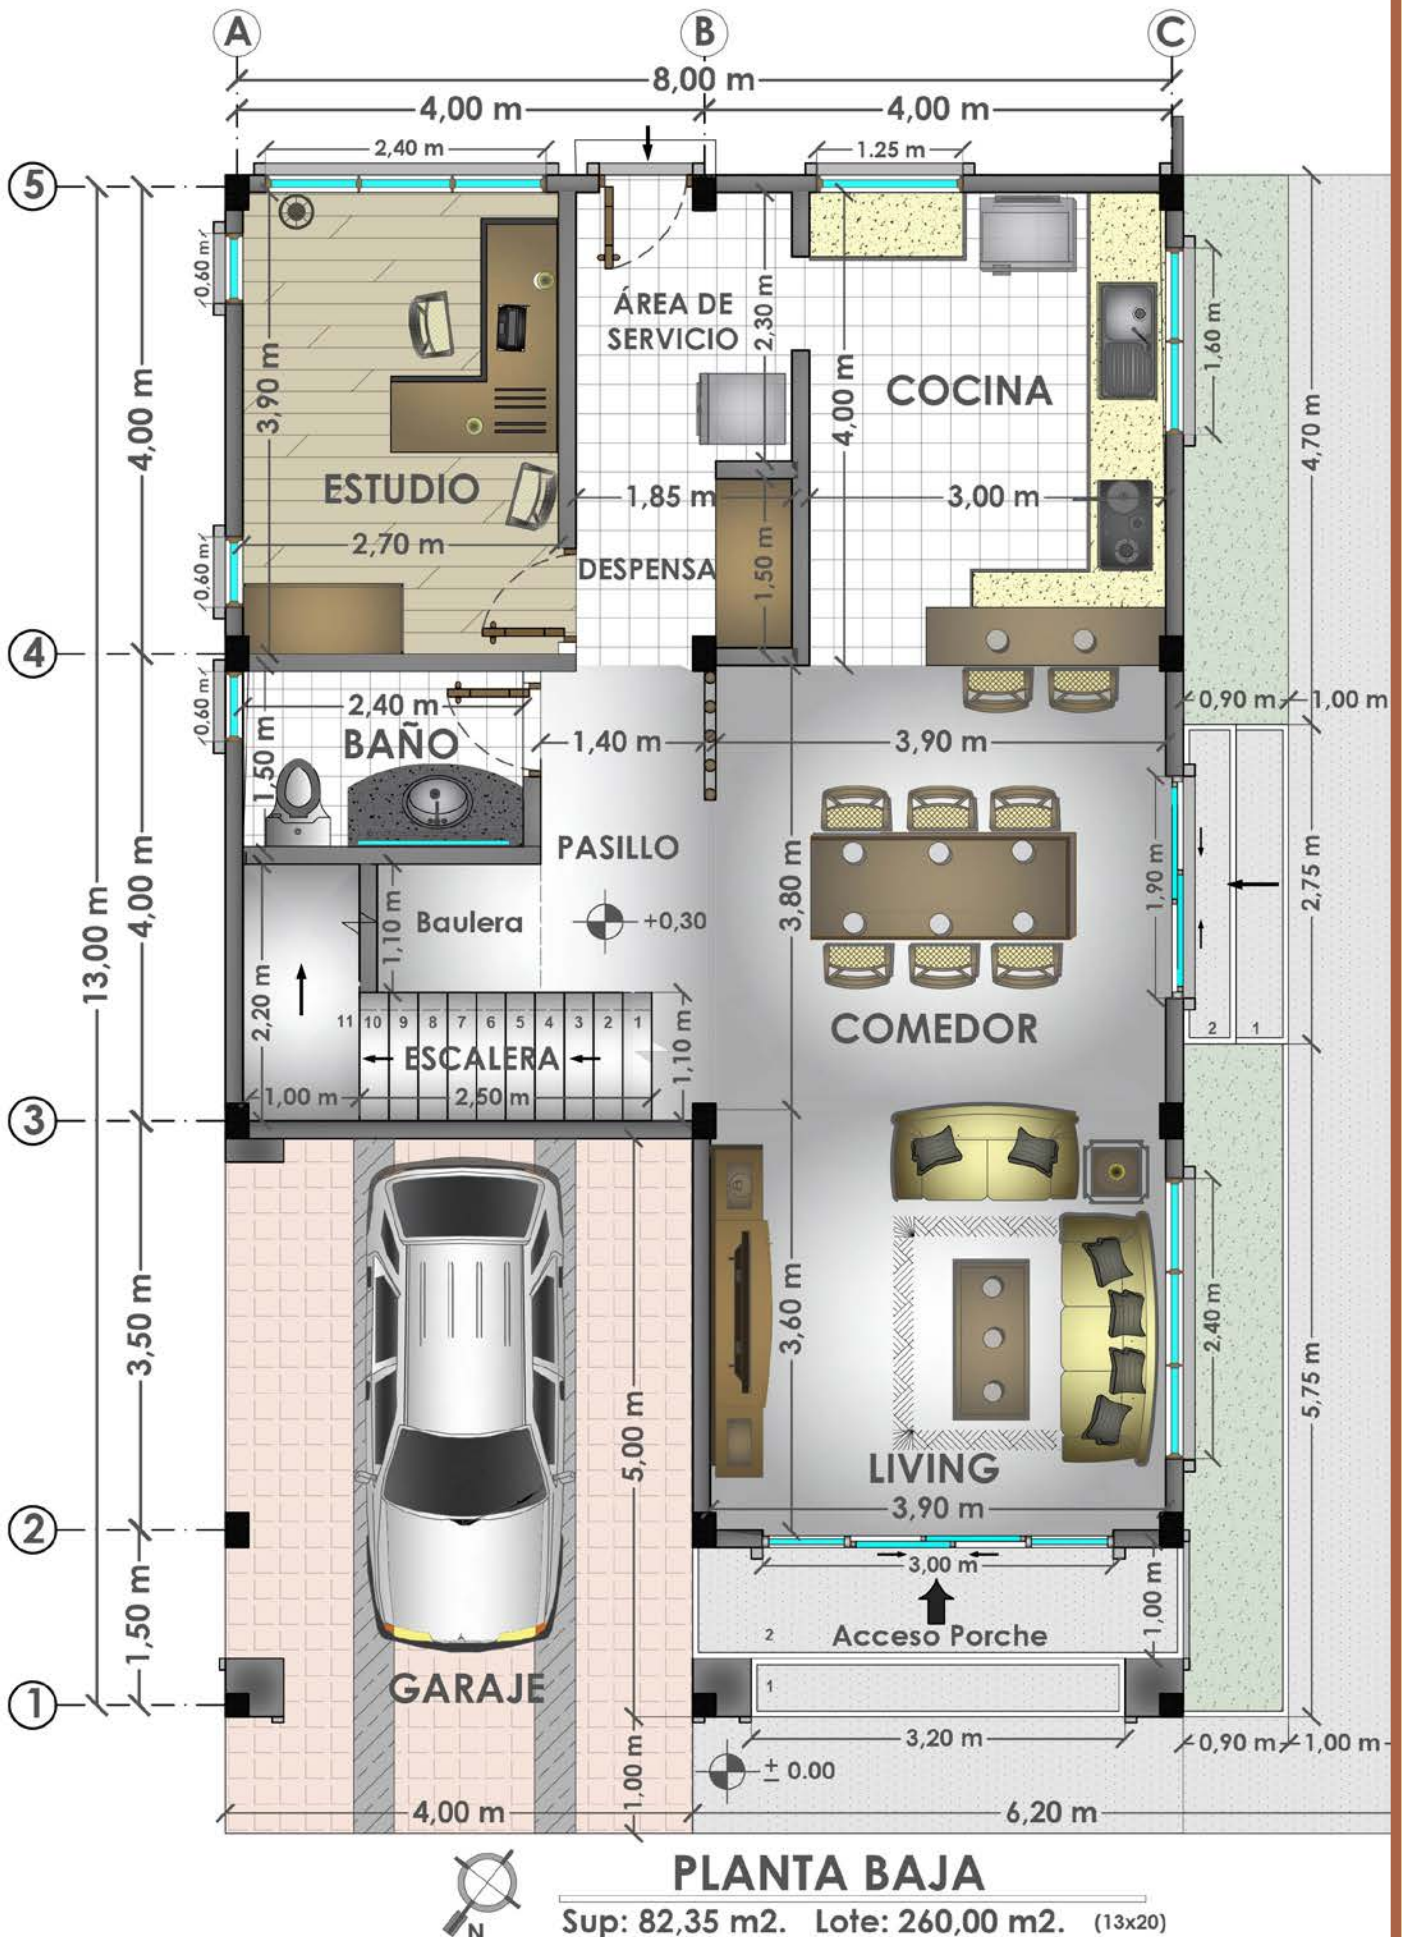 A B C
8,00 m
4,00 m 4,00 m
2,40 m 1.25 m
5
0,60 m
ÁREA DE
SERVICIO
2,30 m
1,60 m
3,90 m
4,00 m
COCINA
4,00 m
4,70 m
ESTUDIO
1,85 m
3,00 m
2,70 m
0,60 m
DESPENSA
1,50 m
4
0,60 m
2,40 m
0,90 m 1,00 m
BAÑO
1,50 m
1,40 m
3,90 m
PASILLO
4,00 m
3,80 m
1,90 m
2,75 m
13,00 m
1,10 m
Baulera
+0,30
2,20 m
11 10 9 8 7 6 5 4 3 2 1
COMEDOR
2 1
ESCALERA
1,10 m
1,00 m 2,50 m
3
3,50 m
3,60 m
2,40 m
5,75 m
5,00 m
LIVING
3,90 m
2
3,00 m
1,50 m
1,00 m
2 Acceso Porche
GARAJE
1
1
3,20 m
0,90 m 1,00 m
± 0.00
1,00 m
4,00 m 6,20 m
PLANTA BAJA
N
Sup: 82,35 m2. Lote: 260,00 m2. (13x20)